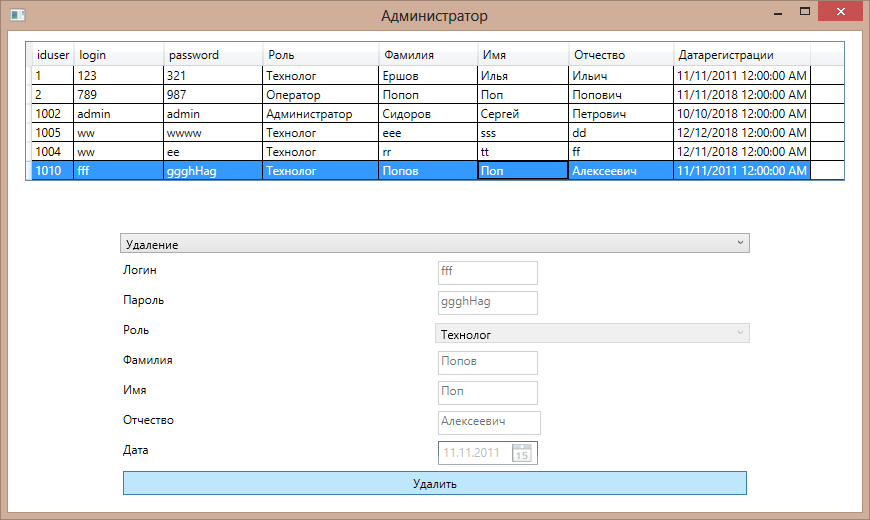 Администратор
iduser login password Роль Фамилия Имя Отчество Датарегистрации
1 123 321 Технолог Ершов Илья Ильич 11/11/2011 12:00:00 AM
2 789 987 Оператор Попоп Поп Попович 11/11/2018 12:00:00 AM
1002 admin admin Администратор Сидоров Сергей Петрович 10/10/2018 12:00:00 AM
1005 ww wwww Технолог eee sss dd 12/12/2018 12:00:00 AM
1004 ww ee Технолог rr tt ff 12/11/2018 12:00:00 AM
1010 fff ggghHag Технолог Попов Поп Алексеевич 11/11/2011 12:00:00 AM
Удаление
Логин fff
Пароль ggghHag
Роль Технолог
Фамилия Попов
Имя Поп
Отчество Алексеевич
Дата 11.11.2011 15
Удалить